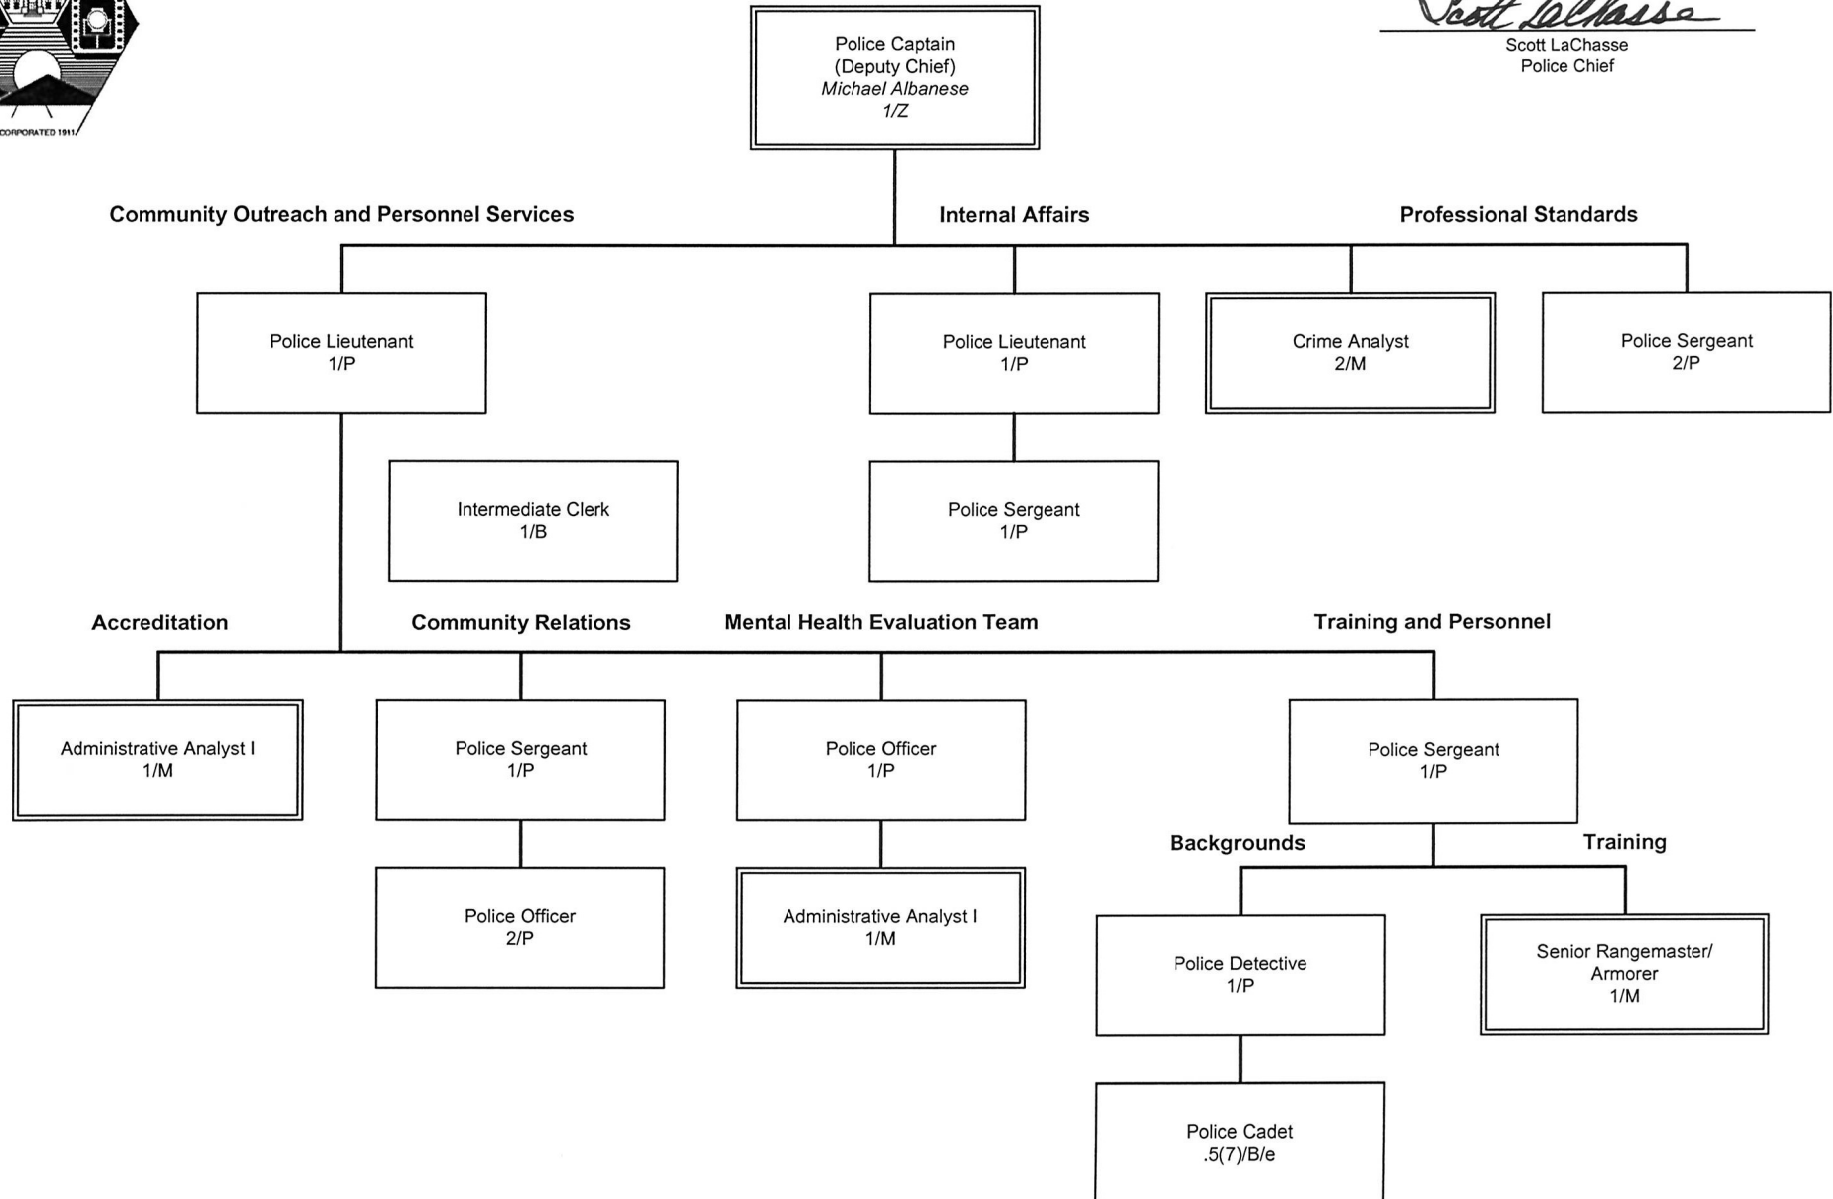 Scott LaChasse
Scott LaChasse
Police Chief
CORPORATED 1911
Police Captain
(Deputy Chief)
Michael Albanese
1/Z
Community Outreach and Personnel Services
Internal Affairs
Professional Standards
Police Lieutenant
1/P
Police Lieutenant
1/P
Crime Analyst
2/M
Police Sergeant
2/P
Intermediate Clerk
1/B
Police Sergeant
1/P
Accreditation
Community Relations
Mental Health Evaluation Team
Training and Personnel
Administrative Analyst I
1/M
Police Sergeant
1/P
Police Officer
1/P
Police Sergeant
1/P
Backgrounds
Training
Police Officer
2/P
Administrative Analyst I
1/M
Police Detective
1/P
Senior Rangemaster/
Armorer
1/M
Police Cadet
.5(7)/B/e